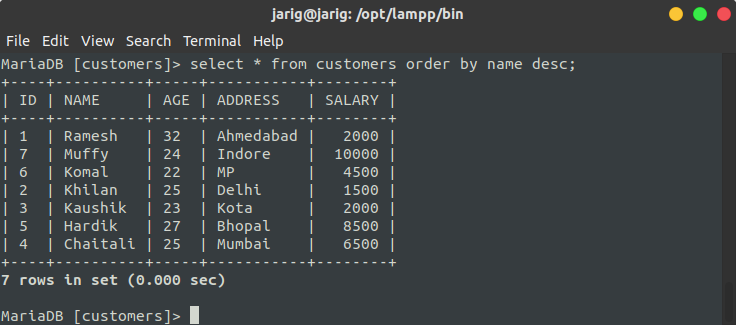 jarig@jarig: /opt/lampp/bin
File Edit View Search Terminal Help
MariaDB [customers]> select * from customers order by name desc;
+----+----------+-----+-----------+--------+
| ID | NAME     | AGE | ADDRESS   | SALARY |
+----+----------+-----+-----------+--------+
| 1  | Ramesh   | 32  | Ahmedabad |   2000 |
| 7  | Muffy    | 24  | Indore    |  10000 |
| 6  | Komal    | 22  | MP        |   4500 |
| 2  | Khilan   | 25  | Delhi     |   1500 |
| 3  | Kaushik  | 23  | Kota      |   2000 |
| 5  | Hardik   | 27  | Bhopal    |   8500 |
| 4  | Chaitali | 25  | Mumbai    |   6500 |
+----+----------+-----+-----------+--------+
7 rows in set (0.000 sec)
MariaDB [customers]>